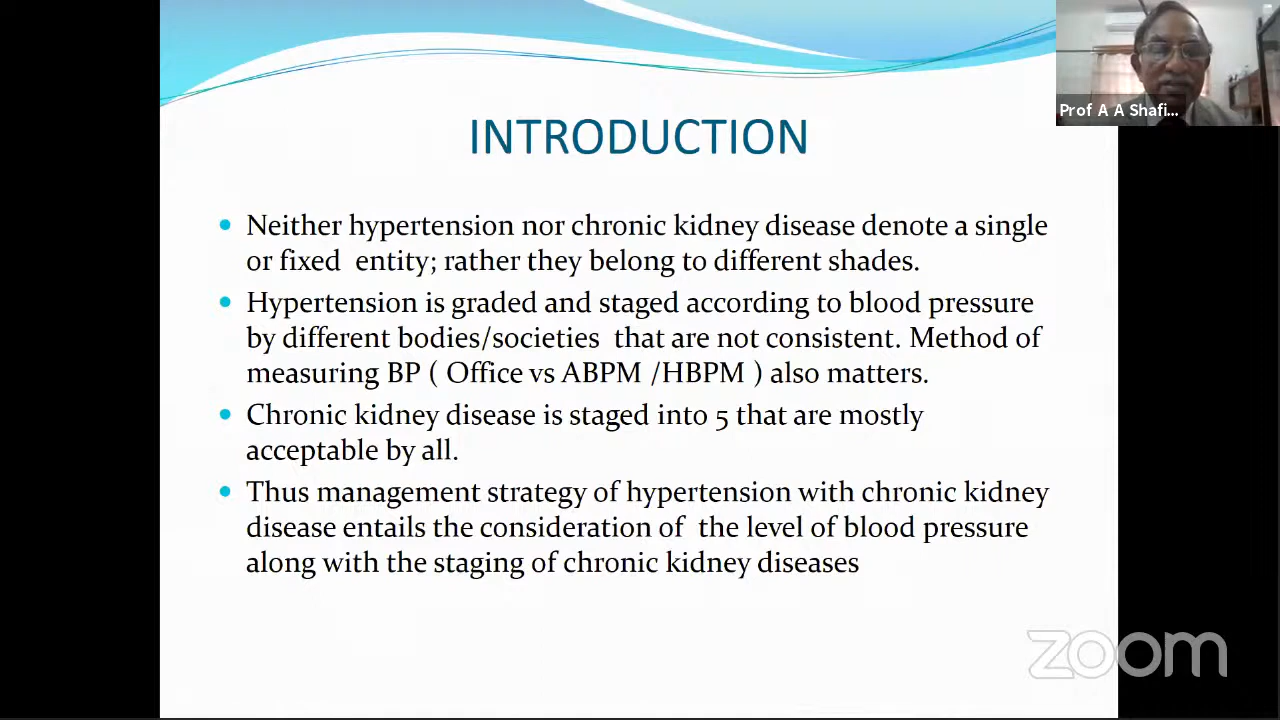 Prof A A Shafi...
INTRODUCTION
Neither hypertension nor chronic kidney disease denote a single
or fixed entity; rather they belong to different shades.
Hypertension is graded and staged according to blood pressure
by different bodies/societies that are not consistent. Method of
measuring BP ( Office vs ABPM /HBPM ) also matters.
Chronic kidney disease is staged into 5 that are mostly
acceptable by all.
Thus management strategy of hypertension with chronic kidney
disease entails the consideration of the level of blood pressure
along with the staging of chronic kidney diseases
zoom